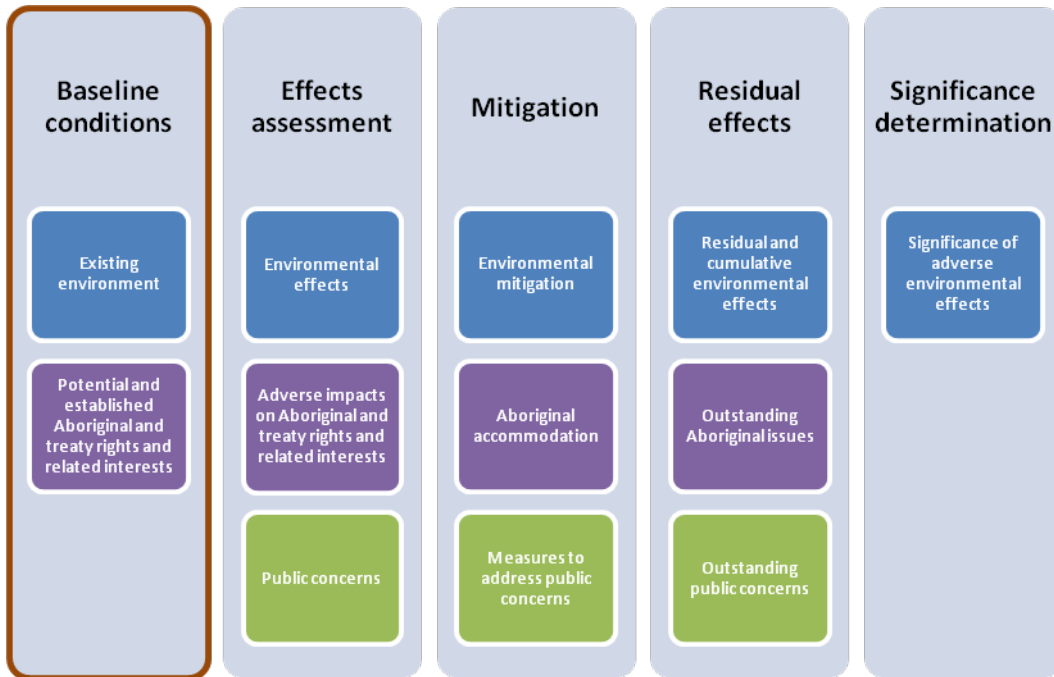 Baseline
conditions
Existing
environment
Potential and
established
Aboriginal and
treaty rights and
related interests
Effects
assessment
Environmental
effects
Adverse impacts
on Aboriginal and
treaty rights and
related interests
Public concerns
Mitigation
Environmental
mitigation
Aboriginal
accommodation
Measures to
address public
concerns
Residual
effects
Residual and
cumulative
environmental
effects
Outstanding
Aboriginal issues
Outstanding
public concerns
Significance
determination
Significance of
adverse
environmental
effects